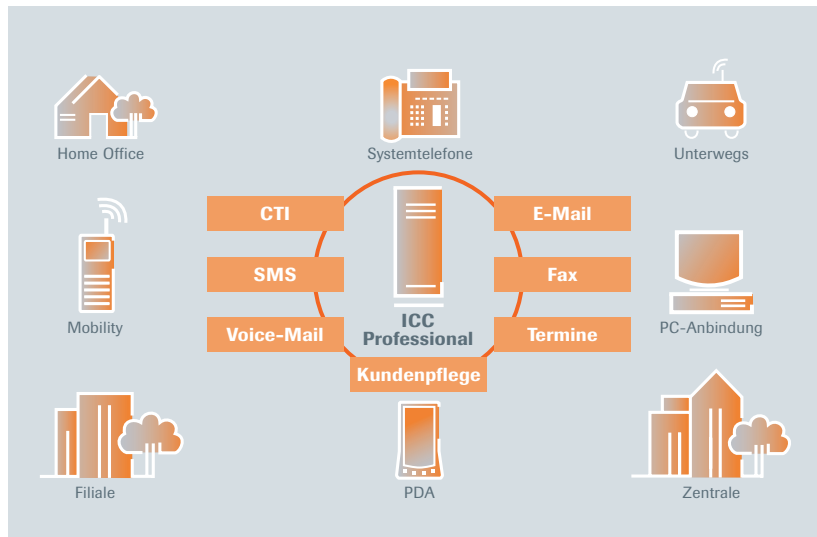 Home Office
Systemtelefone
Unterwegs
CTI
E-Mail
SMS
Fax
Mobility
ICC
Professional
PC-Anbindung
Voice-Mail
Termine
Kundenpflege
Filiale
PDA
Zentrale